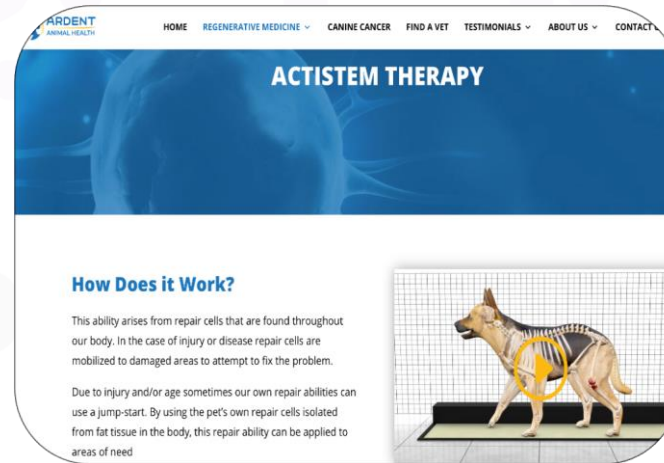 ARDENT
ANIMAL HEALTH
HOME REGENERATIVE MEDICINE CANINE CANCER FIND A VET TESTIMONIALS ABOUT US CONTACT
ACTISTEM THERAPY
How Does it Work?
This ability arises from repair cells that are found throughout
our body. In the case of injury or disease repair cells are
mobilized to damaged areas to attempt to fix the problem.
Due to injury and/or age sometimes our own repair abilities can
use a jump-start. By using the pet's own repair cells isolated
from fat tissue in the body, this repair ability can be applied to
areas of need